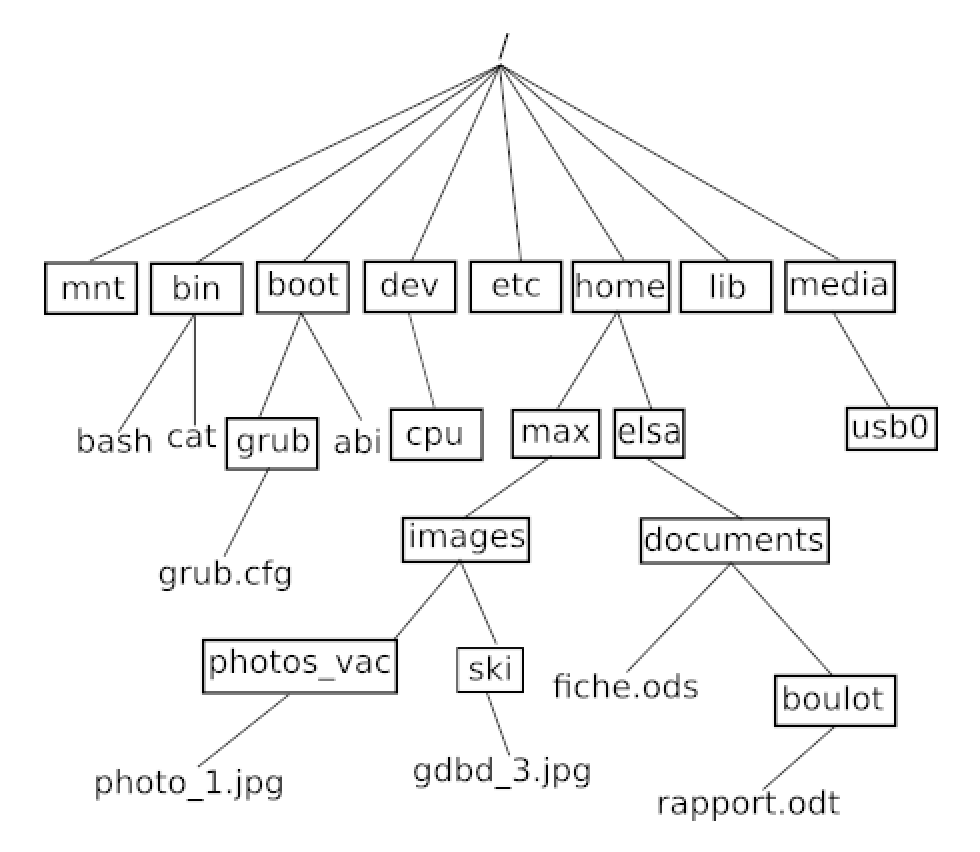 /
mnt bin boot dev etc home lib media
bash cat grub abi cpu max elsa usb0
images documents
grub.cfg
photos_vac ski fiche.ods boulot
photo_1.jpg gdbd_3.jpg rapport.odt